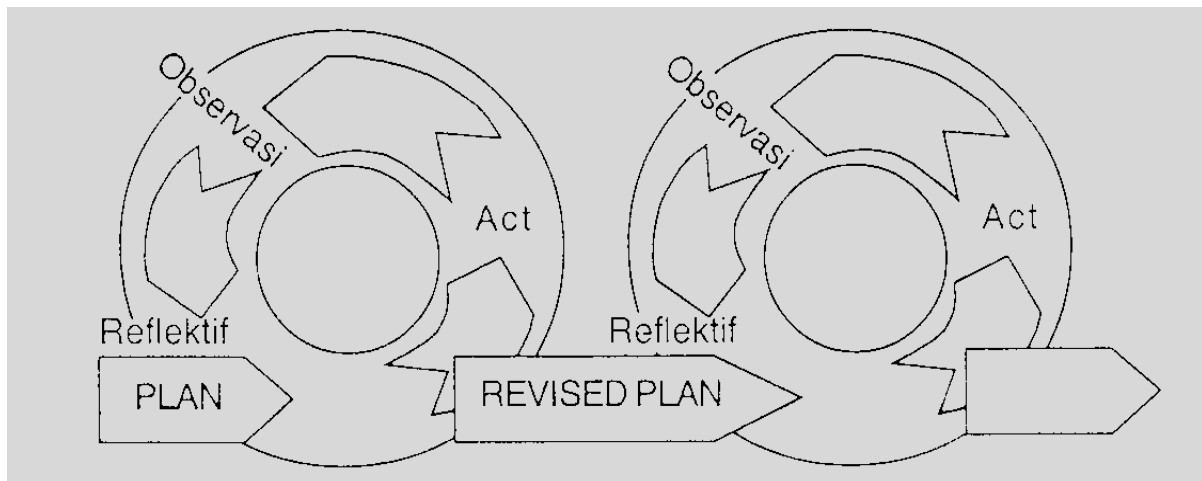 Observasi
Act
Reflektif
PLAN
Observasi
Act
Reflektif
REVISED PLAN